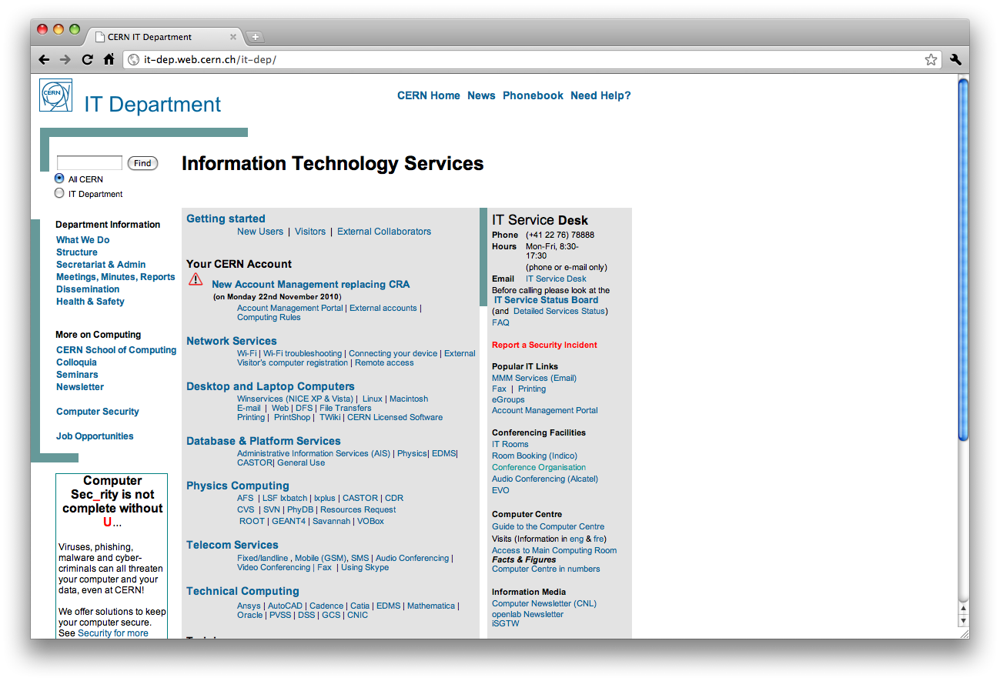 CERN IT Department
it-dep.web.cern.ch/it-dep/
CERN
IT Department
CERN Home News Phonebook Need Help?
Find
All CERN
IT Department
Information Technology Services
Department Information
What We Do
Structure
Secretariat & Admin
Meetings, Minutes, Reports
Dissemination
Health & Safety
More on Computing
CERN School of Computing
Colloquia
Seminars
Newsletter
Computer Security
Job Opportunities
Computer
Sec_rity is not
complete without
U...
Viruses, phishing,
malware and cyber-
criminals can all threaten
your computer and your
data, even at CERN!
We offer solutions to keep
your computer secure.
See Security for more
Getting started
New Users | Visitors | External Collaborators
Your CERN Account
New Account Management replacing CRA
(on Monday 22nd November 2010)
Account Management Portal | External accounts |
Computing Rules
Network Services
Wi-Fi | Wi-Fi troubleshooting | Connecting your device | External
Visitor's computer registration | Remote access
Desktop and Laptop Computers
Winservices (NICE XP & Vista) | Linux | Macintosh
E-mail | Web | DFS | File Transfers
Printing | PrintShop | TWiki | CERN Licensed Software
Database & Platform Services
Administrative Information Services (AIS) | Physics| EDMS|
CASTOR| General Use
Physics Computing
AFS | LSF lxbatch | lxplus | CASTOR | CDR
CVS | SVN | PhyDB | Resources Request
ROOT | GEANT4 | Savannah | VOBox
Telecom Services
Fixed/landline , Mobile (GSM), SMS | Audio Conferencing |
Video Conferencing | Fax | Using Skype
Technical Computing
Ansys | AutoCAD | Cadence | Catia | EDMS | Mathematica |
Oracle | PVSS | DSS | GCS | CNIC
IT Service Desk
Phone (+41 22 76) 78888
Hours Mon-Fri, 8:30-
17:30
(phone or e-mail only)
Email IT Service Desk
Before calling please look at the
IT Service Status Board
(and Detailed Services Status)
FAQ
Report a Security Incident
Popular IT Links
MMM Services (Email)
Fax | Printing
eGroups
Account Management Portal
Conferencing Facilities
IT Rooms
Room Booking (Indico)
Conference Organisation
Audio Conferencing (Alcatel)
EVO
Computer Centre
Guide to the Computer Centre
Visits (Information in eng & fre)
Access to Main Computing Room
Facts & Figures
Computer Centre in numbers
Information Media
Computer Newsletter (CNL)
openlab Newsletter
iSGTW